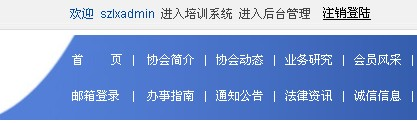 欢迎 szlxadmin 进入培训系统 进入后台管理 注销登陆
首 页 | 协会简介 | 协会动态 | 业务研究 | 会员风采 |
邮箱登录 | 办事指南 | 通知公告 | 法律资讯 | 诚信信息 |